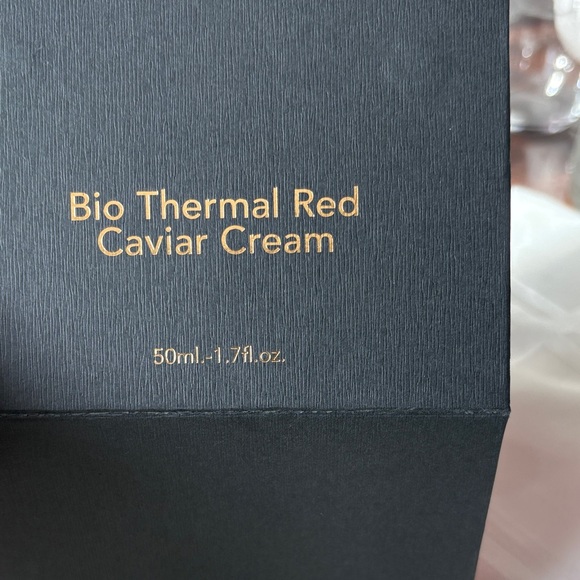 Bio Thermal Red
Caviar Cream
50ml.-1.7fl.oz.